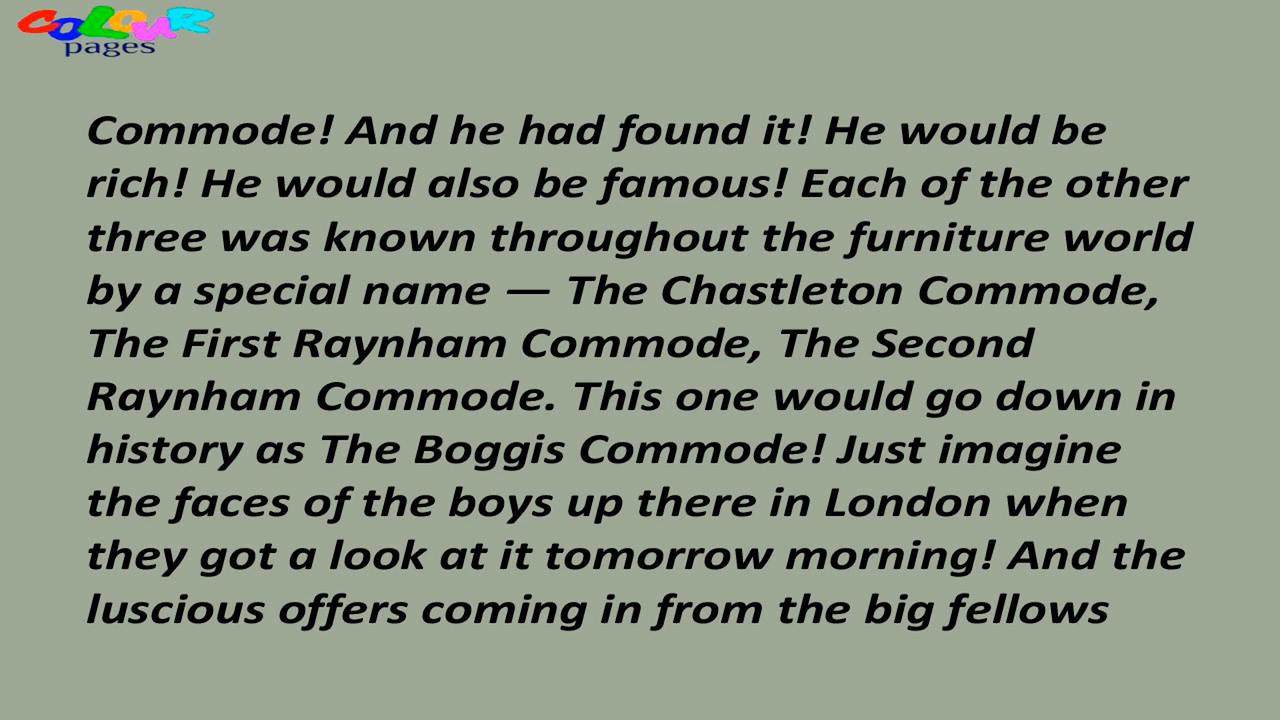 COLOUR
pages
Commode! And he had found it! He would be
rich! He would also be famous! Each of the other
three was known throughout the furniture world
by a special name — The Chastleton Commode,
The First Raynham Commode, The Second
Raynham Commode. This one would go down in
history as The Boggis Commode! Just imagine
the faces of the boys up there in London when
they got a look at it tomorrow morning! And the
luscious offers coming in from the big fellows